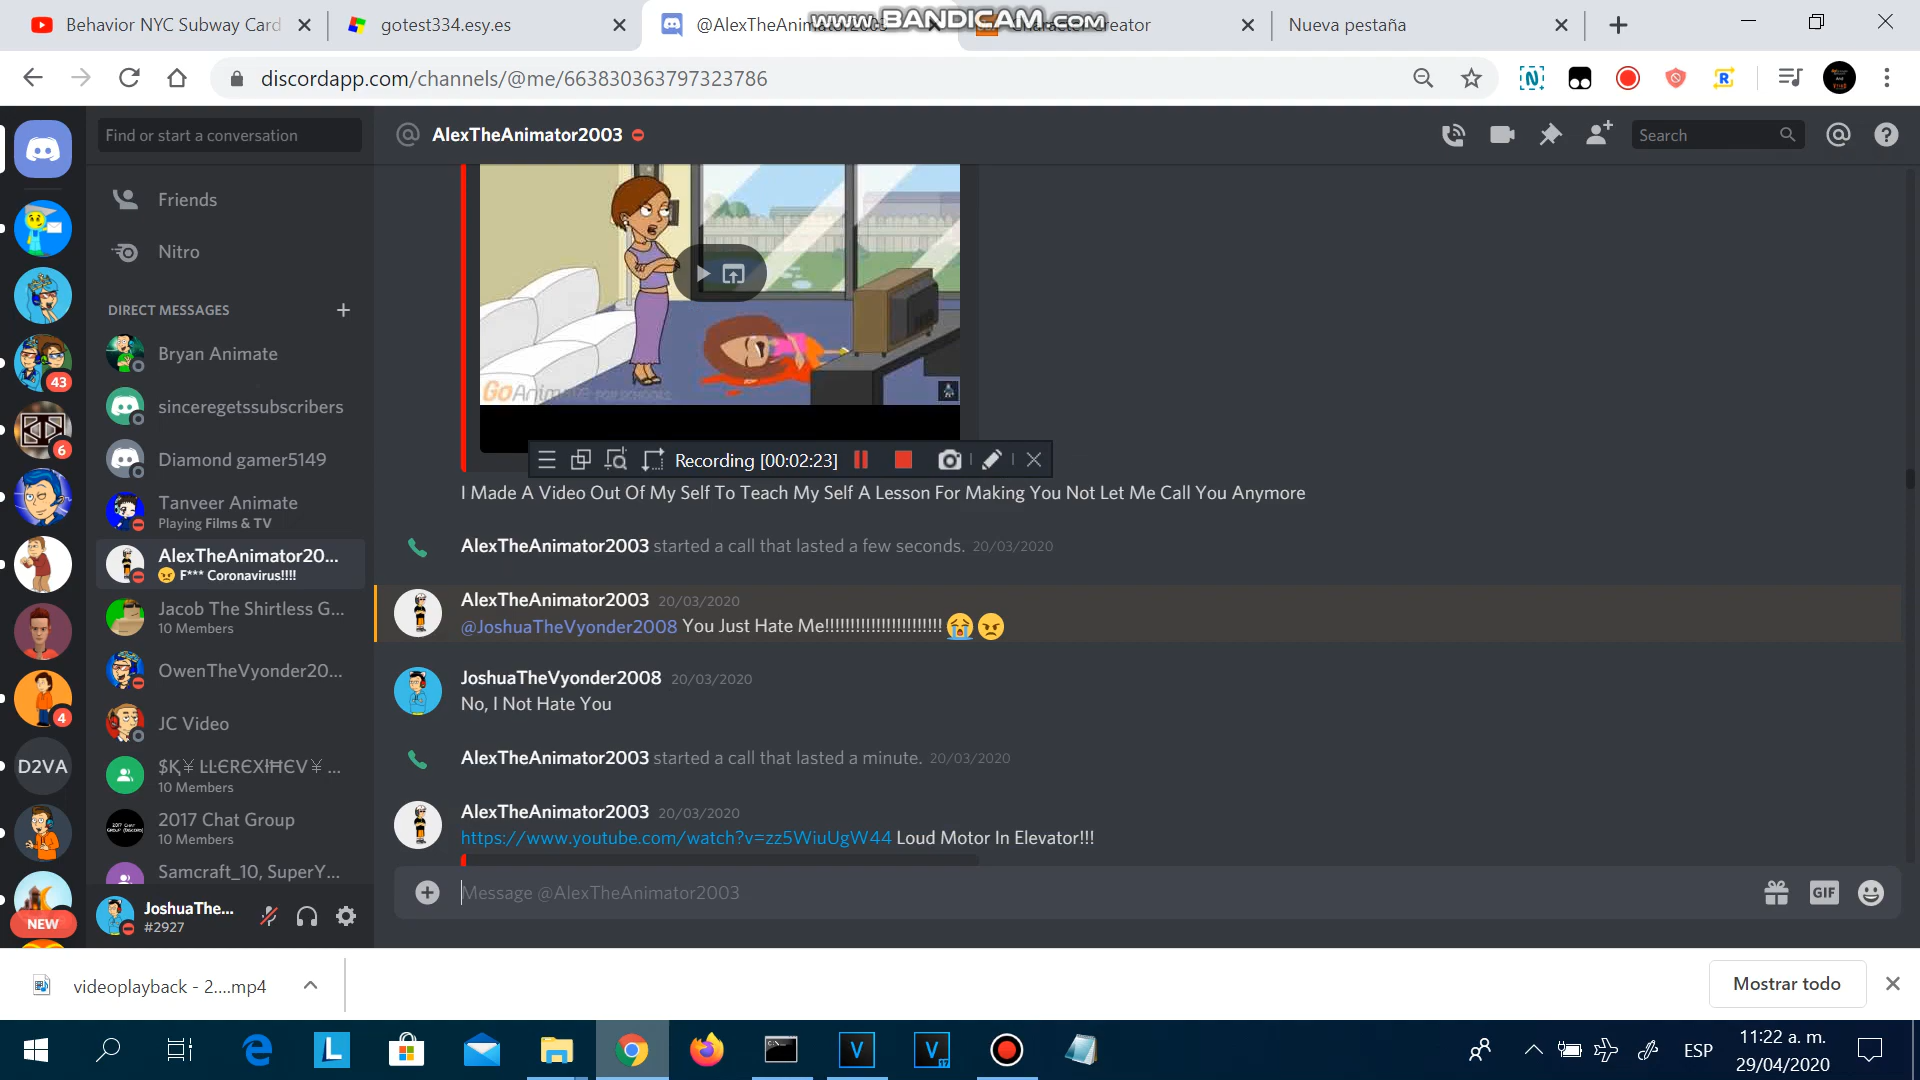 Behavior NYC Subway Card
gotest334.esy.es
@AlexTheAnimator2003
Character Creator
Nueva pestaña
www.BANDICAM.com
discordapp.com/channels/@me/663830363797323786
Find or start a conversation
@ AlexTheAnimator2003
Search
Friends
Nitro
DIRECT MESSAGES
Bryan Animate
sinceregetssubscribers
Diamond gamer5149
Tanveer Animate
Playing Films & TV
AlexTheAnimator20...
F*** Coronavirus!!!!
Jacob The Shirtless G...
10 Members
OwenTheVyonder20...
JC Video
10 Members
2017 Chat Group
10 Members
Samcraft_10, SuperY...
JoshuaThe...
#2927
43
6
4
D2VA
NEW
GoAnimate FOR SCHOOLS
Recording [00:02:23]
I Made A Video Out Of My Self To Teach My Self A Lesson For Making You Not Let Me Call You Anymore
AlexTheAnimator2003 started a call that lasted a few seconds. 20/03/2020
AlexTheAnimator2003 20/03/2020
@JoshuaTheVyonder2008 You Just Hate Me!!!!!!!!!!!!!!!!!!!!!!!
JoshuaTheVyonder2008 20/03/2020
No, I Not Hate You
AlexTheAnimator2003 started a call that lasted a minute. 20/03/2020
AlexTheAnimator2003 20/03/2020
https://www.youtube.com/watch?v=zz5WiuUgW44 Loud Motor In Elevator!!!
Message @AlexTheAnimator2003
GIF
videoplayback - 2....mp4
Mostrar todo
ESP
11:22 a. m.
29/04/2020